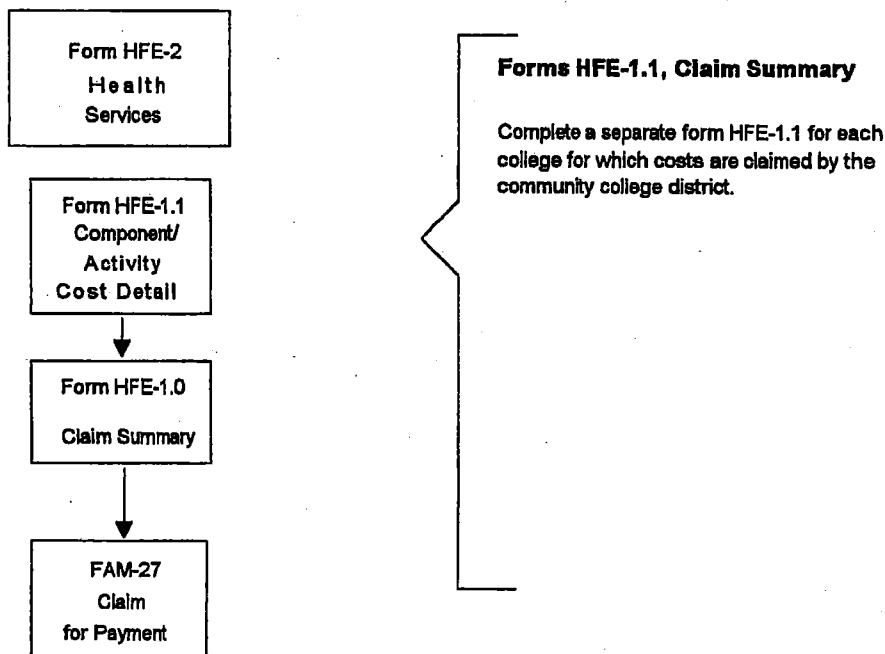 Form HFE-2
Health
Services
Form HFE-1.1
Component/
Activity
Cost Detail
Form HFE-1.0
Claim Summary
FAM-27
Claim
for Payment
Forms HFE-1.1, Claim Summary
Complete a separate form HFE-1.1 for each
college for which costs are claimed by the
community college district.